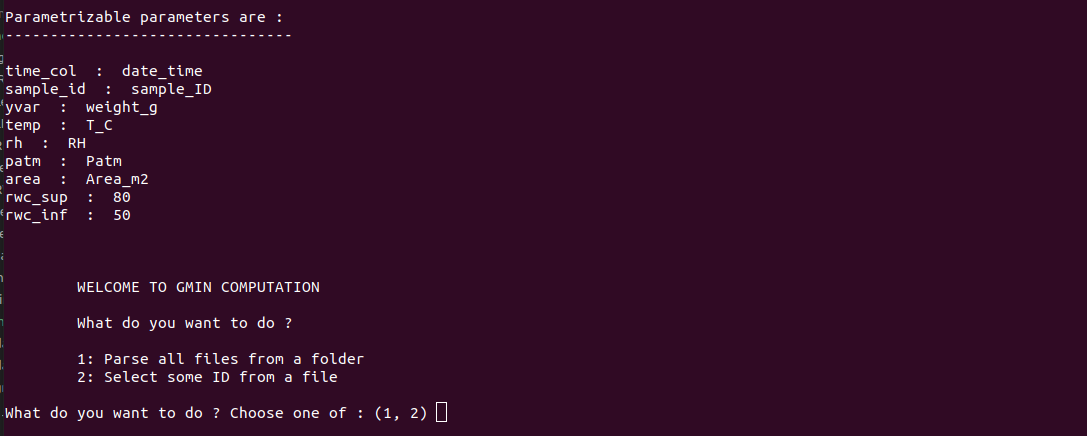 Parametrizable parameters are :
--------------------------------
time_col  :  date_time
sample_id  :  sample_ID
yvar  :  weight_g
temp  :  T_C
rh  :  RH
patm  :  Patm
area  :  Area_m2
rwc_sup  :  80
rwc_inf  :  50
WELCOME TO GMIN COMPUTATION
What do you want to do ?
1: Parse all files from a folder
2: Select some ID from a file
What do you want to do ? Choose one of : (1, 2)